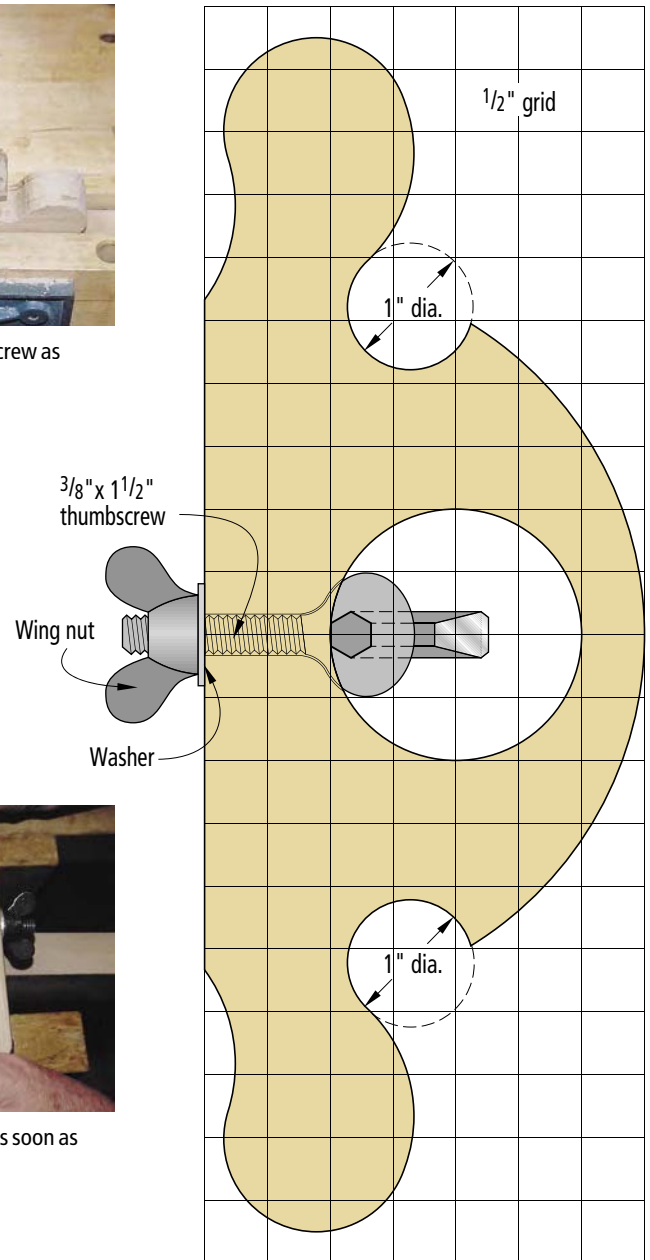 1/2" grid
1" dia.
crew as
3/8" x 1 1/2"
thumbscrew
Wing nut
Washer
1" dia.
s soon as